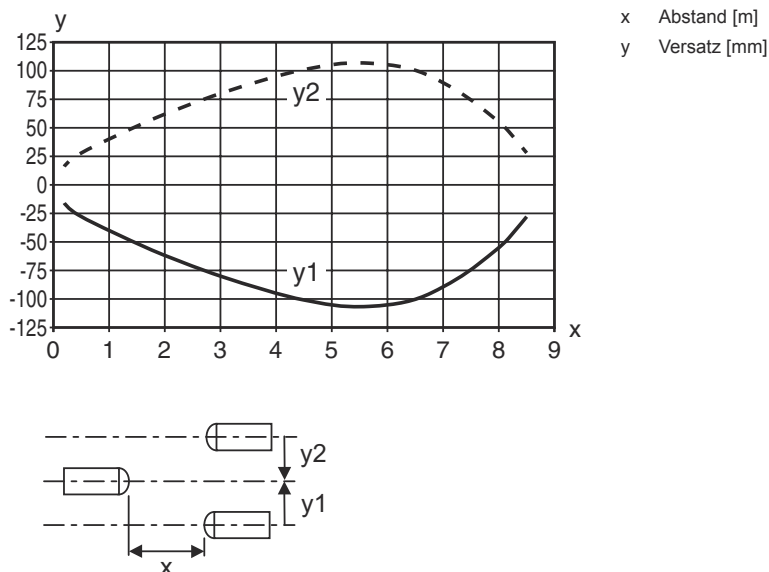 y
x Abstand [m]
y Versatz [mm]
125
100
75
50
25
0
-25
-50
-75
-100
-125
y2
y1
0 1 2 3 4 5 6 7 8 9 x
y2
y1
x